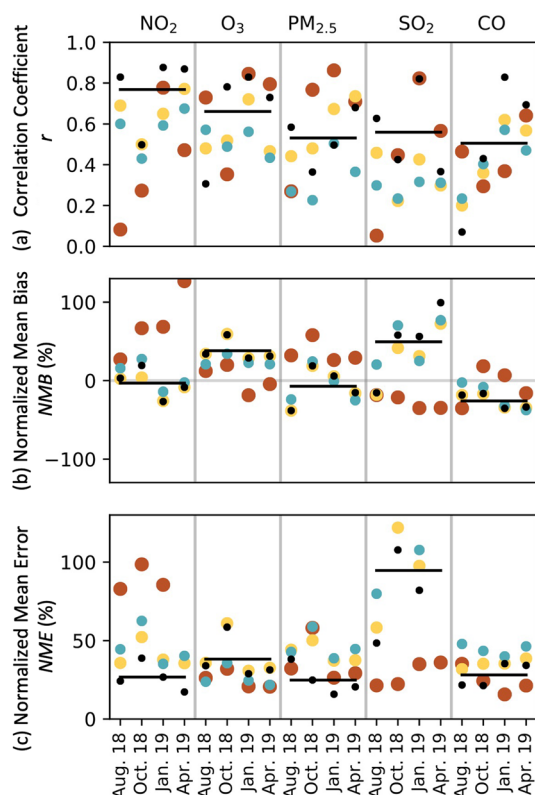 NO₂ O₃ PM₂.₅ SO₂ CO
(a) Correlation Coefficient
r
1.0
0.8
0.6
0.4
0.2
0.0
(b) Normalized Mean Bias
NMB (%)
100
0
−100
(c) Normalized Mean Error
NME (%)
100
50
0
Aug. 18 Oct. 18 Jan. 19 Apr. 19 Aug. 18 Oct. 18 Jan. 19 Apr. 19 Aug. 18 Oct. 18 Jan. 19 Apr. 19 Aug. 18 Oct. 18 Jan. 19 Apr. 19 Aug. 18 Oct. 18 Jan. 19 Apr. 19